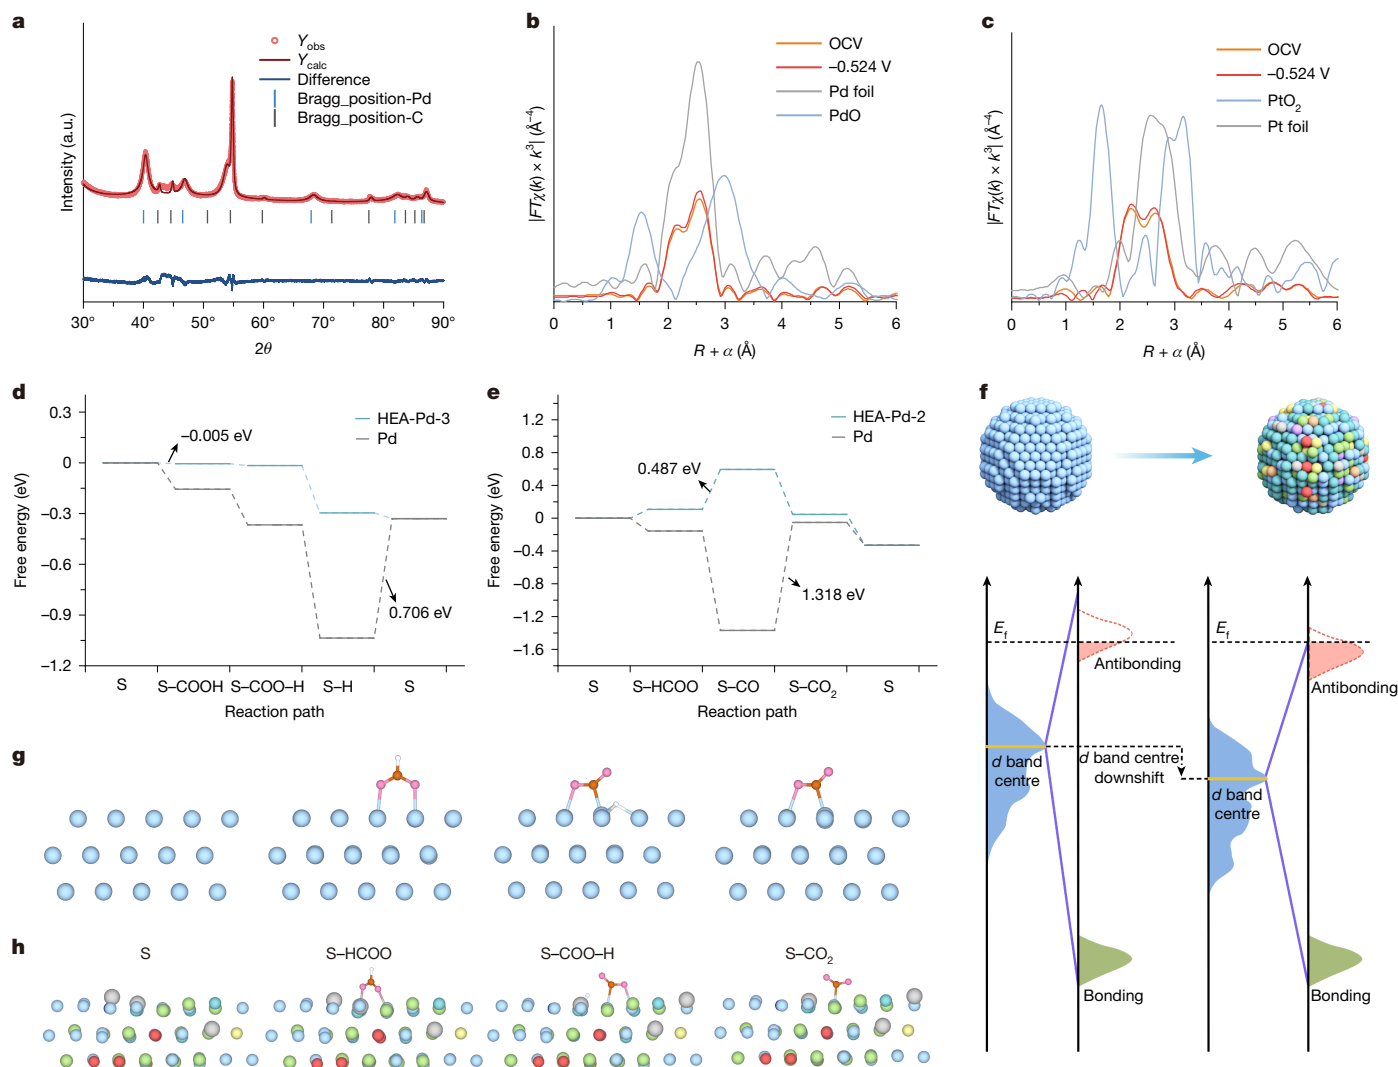 a
Y_obs
Y_calc
Difference
Bragg_position-Pd
Bragg_position-C
Intensity (a.u.)
30° 40° 50° 60° 70° 80° 90°
2θ
b
OCV
–0.524 V
Pd foil
PdO
|FTχ(k) × k³| (Å⁻⁴)
0 1 2 3 4 5 6
R + α (Å)
c
OCV
–0.524 V
PtO₂
Pt foil
|FTχ(k) × k³| (Å⁻⁴)
0 1 2 3 4 5 6
R + α (Å)
d
HEA-Pd-3
Pd
–0.005 eV
0.706 eV
Free energy (eV)
0.3
0
–0.3
–0.6
–0.9
–1.2
S S–COOH S–COO–H S–H S
Reaction path
e
HEA-Pd-2
Pd
0.487 eV
1.318 eV
Free energy (eV)
1.2
0.8
0.4
0
–0.4
–0.8
–1.2
–1.6
S S–HCOO S–CO S–CO₂ S
Reaction path
f
E_f
Antibonding
d band
centre
d band centre
downshift
Bonding
E_f
Antibonding
d band
centre
Bonding
g
h
S S–HCOO S–COO–H S–CO₂